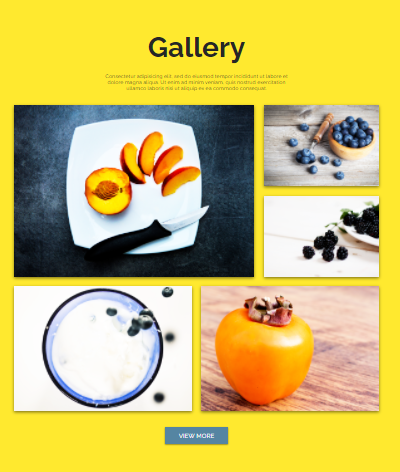 Gallery
Consectetur adipiscing elit, sed do eiusmod tempor incididunt ut labore et
dolore magna aliqua. Ut enim ad minim veniam, quis nostrud exercitation
ullamco laboris nisi ut aliquip ex ea commodo consequat.
VIEW MORE